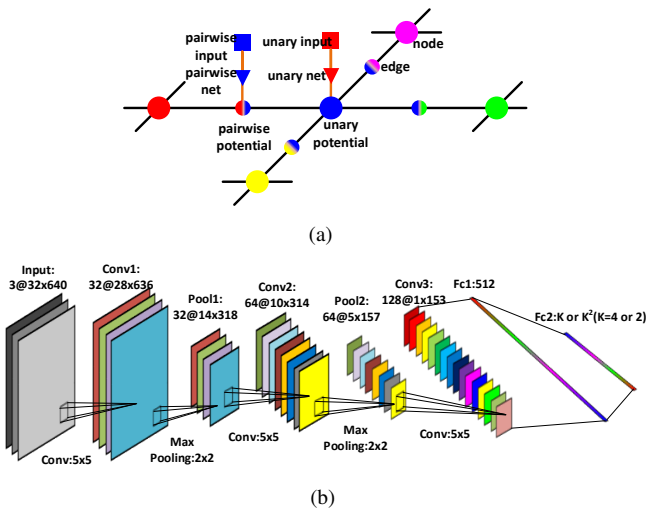 pairwise input
unary input
node
pairwise net
unary net
edge
pairwise potential
unary potential
(a)
Input:
3@32x640
Conv1:
32@28x636
Pool1:
32@14x318
Conv2:
64@10x314
Pool2:
64@5x157
Conv3:
128@1x153
Fc1:512
Fc2:K or K²(K=4 or 2)
Conv:5x5
Max
Pooling:2x2
Conv:5x5
Max
Pooling:2x2
Conv:5x5
(b)